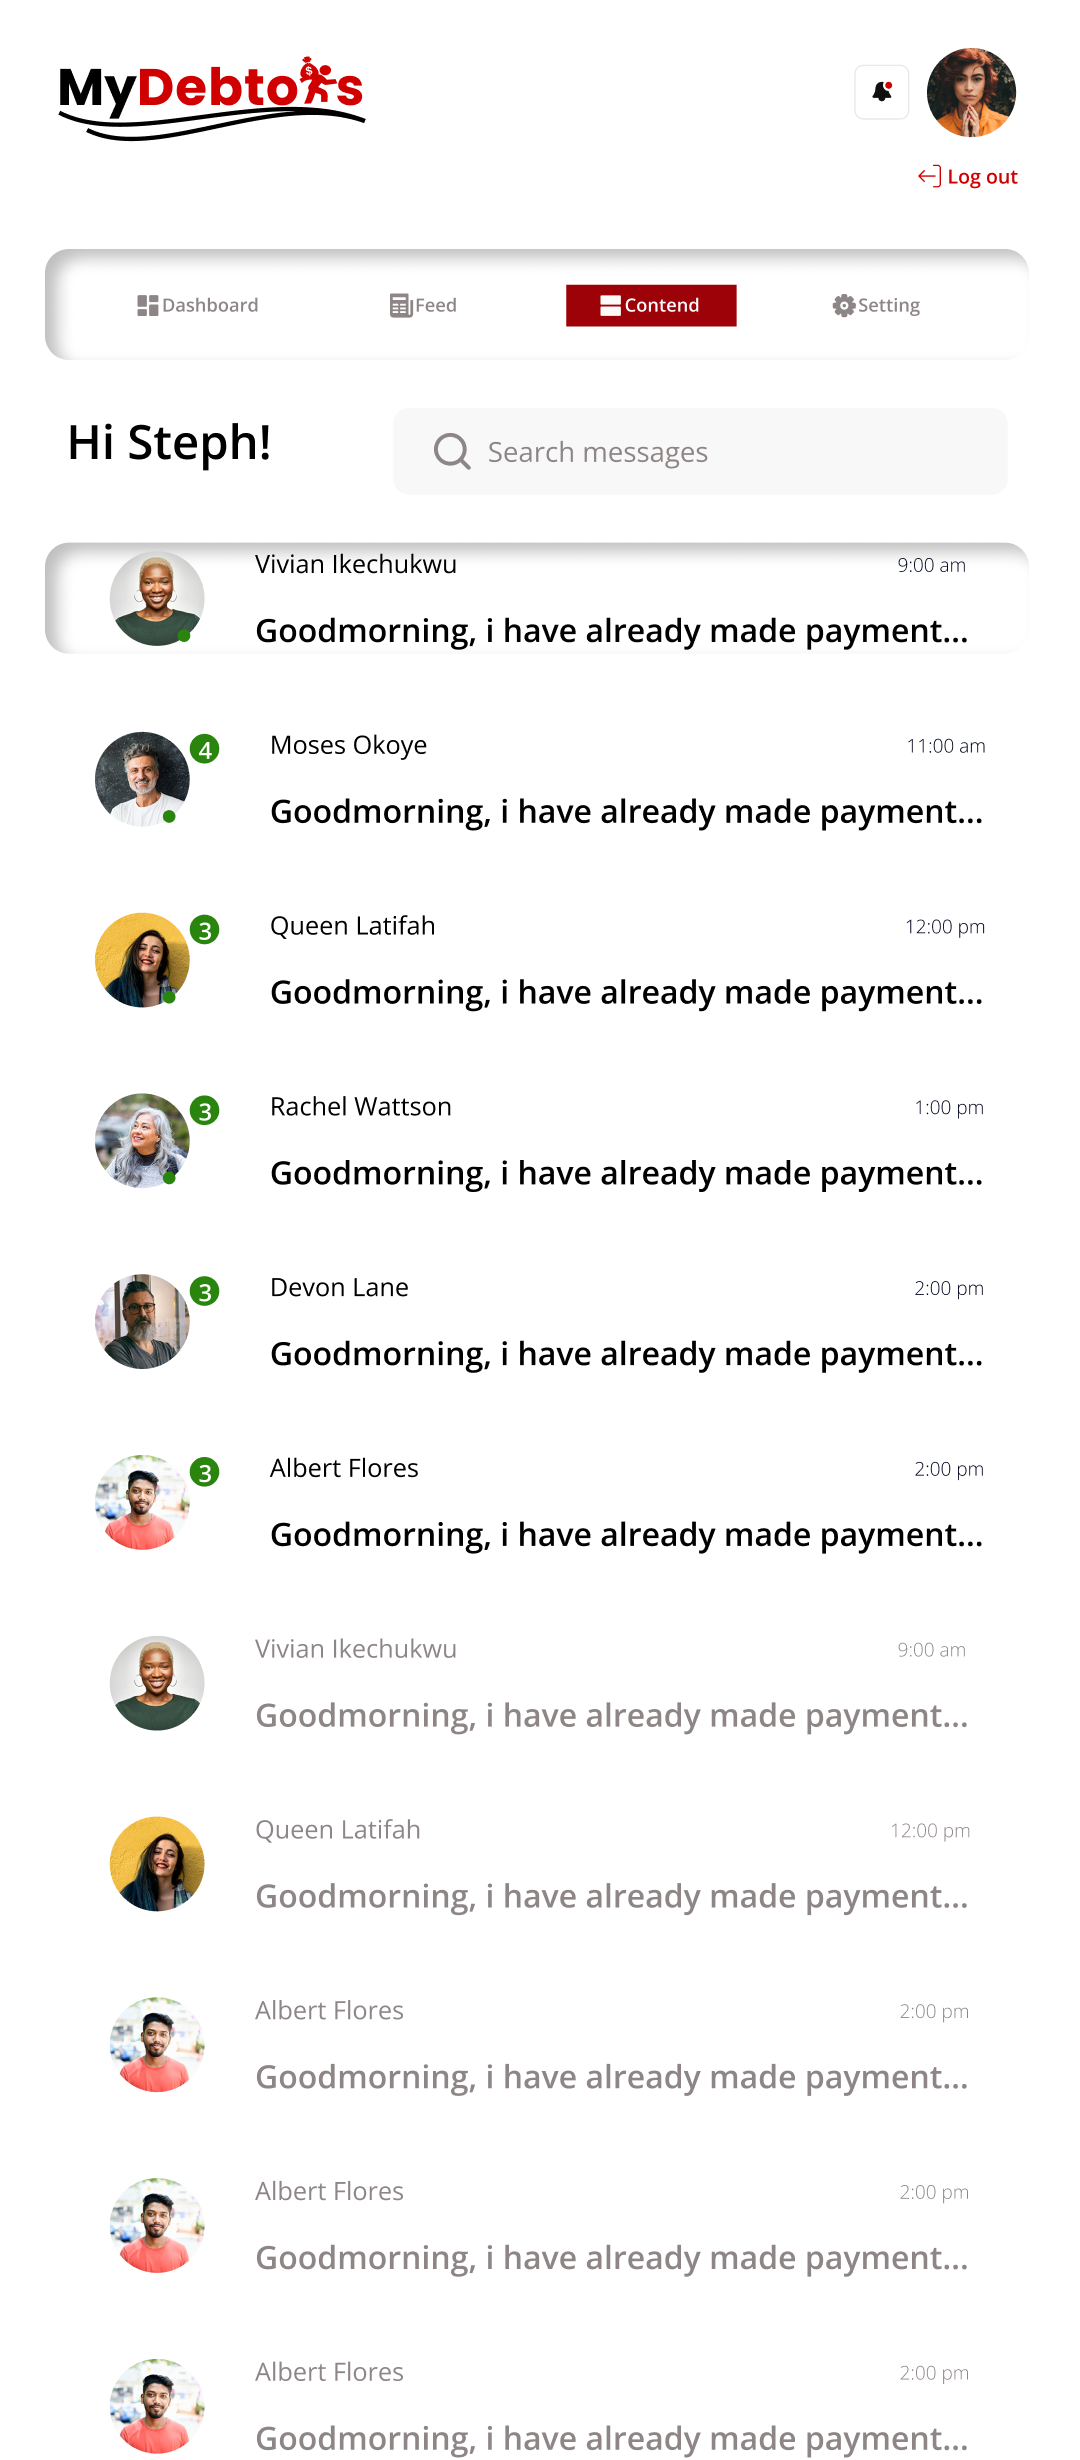 MyDebtors
Log out
Dashboard Feed Contend Setting
Hi Steph! Search messages
Vivian Ikechukwu 9:00 am
Goodmorning, i have already made payment...
4 Moses Okoye 11:00 am
Goodmorning, i have already made payment...
3 Queen Latifah 12:00 pm
Goodmorning, i have already made payment...
3 Rachel Wattson 1:00 pm
Goodmorning, i have already made payment...
3 Devon Lane 2:00 pm
Goodmorning, i have already made payment...
3 Albert Flores 2:00 pm
Goodmorning, i have already made payment...
Vivian Ikechukwu 9:00 am
Goodmorning, i have already made payment...
Queen Latifah 12:00 pm
Goodmorning, i have already made payment...
Albert Flores 2:00 pm
Goodmorning, i have already made payment...
Albert Flores 2:00 pm
Goodmorning, i have already made payment...
Albert Flores 2:00 pm
Goodmorning, i have already made payment...